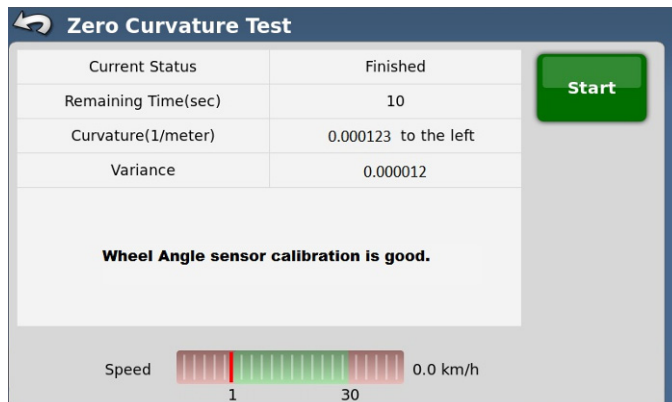 Zero Curvature Test
Current Status Finished
Start
Remaining Time(sec) 10
Curvature(1/meter) 0.000123 to the left
Variance 0.000012
Wheel Angle sensor calibration is good.
Speed 0.0 km/h
1 30